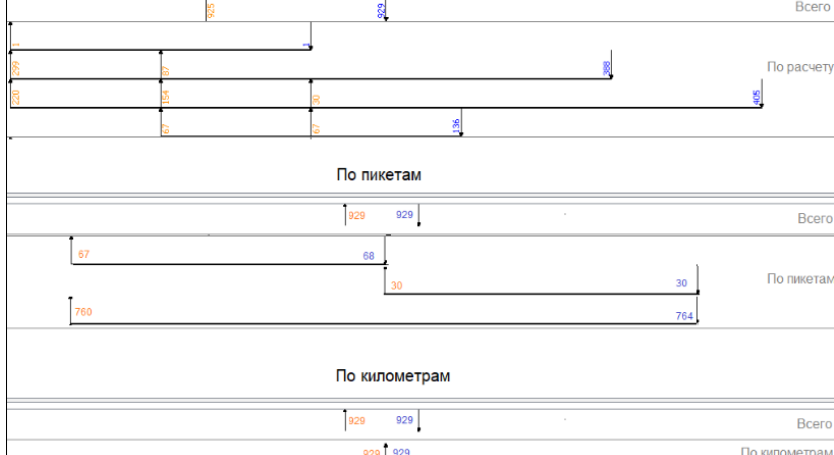 925 929 Всего
1 1
299 87 388 По расчету
220 154 30 405
67 67 136
По пикетам
929 929 Всего
67 68
30 30 По пикетам
760 764
По километрам
929 929 Всего
929 929 По километрам